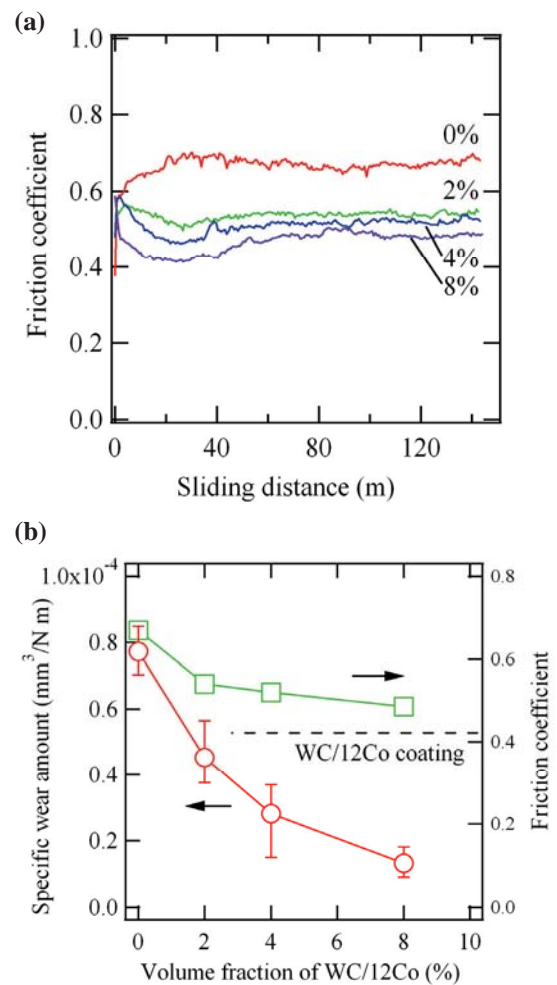 (a)
1.0
0.8
0.6
0.4
0.2
0.0
Friction coefficient
0%
2%
4%
8%
0 40 80 120
Sliding distance (m)
(b)
1.0x10⁻⁴
0.8
0.6
0.4
0.2
0.0
Specific wear amount (mm³/N m)
WC/12Co coating
0.8
0.6
0.4
0.2
0.0
Friction coefficient
0 2 4 6 8 10
Volume fraction of WC/12Co (%)